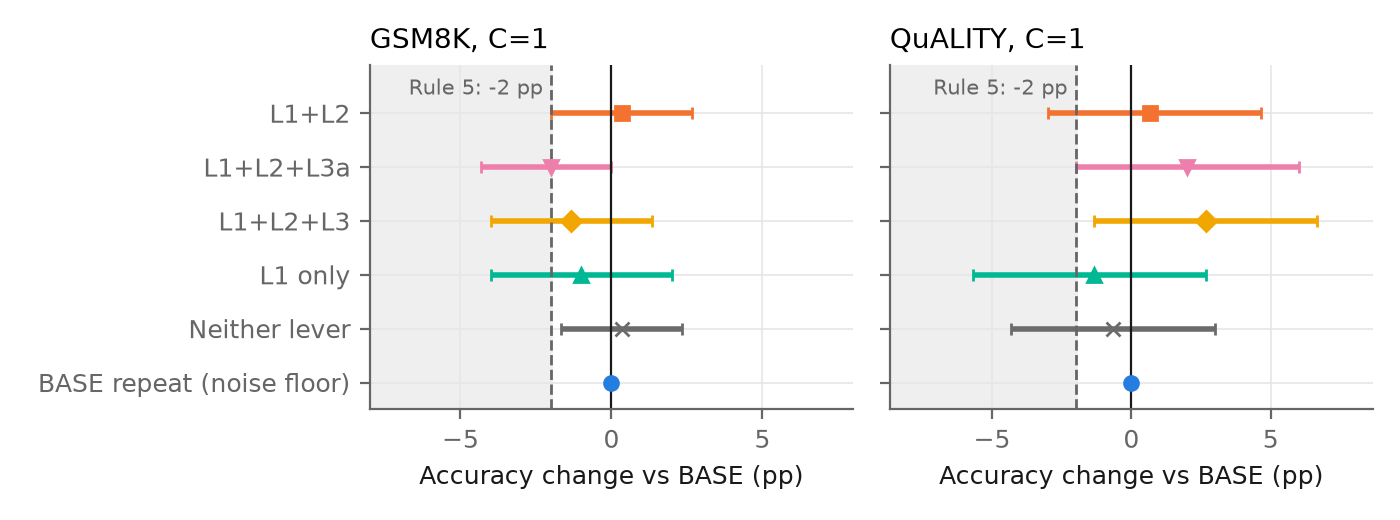 GSM8K, C=1
QuALITY, C=1
Rule 5: -2 pp
Rule 5: -2 pp
L1+L2
L1+L2+L3a
L1+L2+L3
L1 only
Neither lever
BASE repeat (noise floor)
−5 0 5
−5 0 5
Accuracy change vs BASE (pp)
Accuracy change vs BASE (pp)